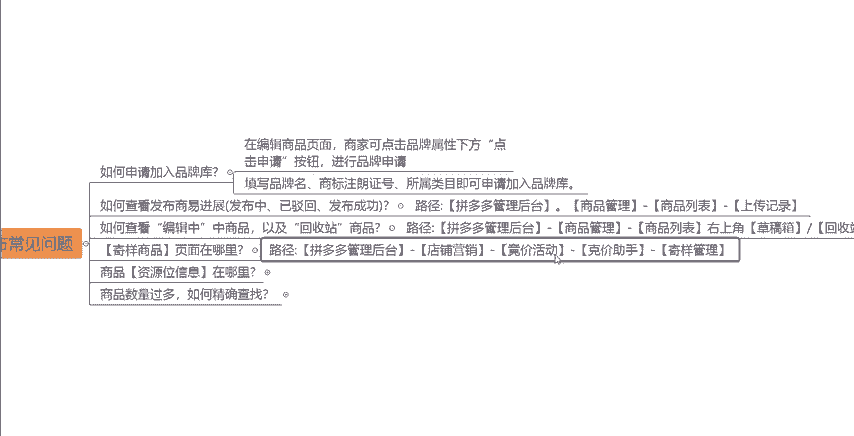 在编辑商品页面，商家可点击品牌属性下方“点
击申请”按钮，进行品牌申请
如何申请加入品牌库？
填写品牌名、商标注朗证号、所属类目即可申请加入品牌库。
如何查看发布商易进展(发布中、已驳回、发布成功)？ 路径:【拼多多管理后台】。【商品管理】-【商品列表】-【上传记录】
如何查看“编辑中”中商品，以及“回收站”商品？ 路径:【拼多多管理后台】-【商品管理】-【商品列表】右上角【草稿箱】/【回收站
市常见问题
【寄样商品】页面在哪里？ 路径:【拼多多管理后台】-【店铺营销】-【竟价活动】-【克价助手】-【寄样管理】
商品【资源位信息】在哪里？
商品数量过多，如何精确查找？